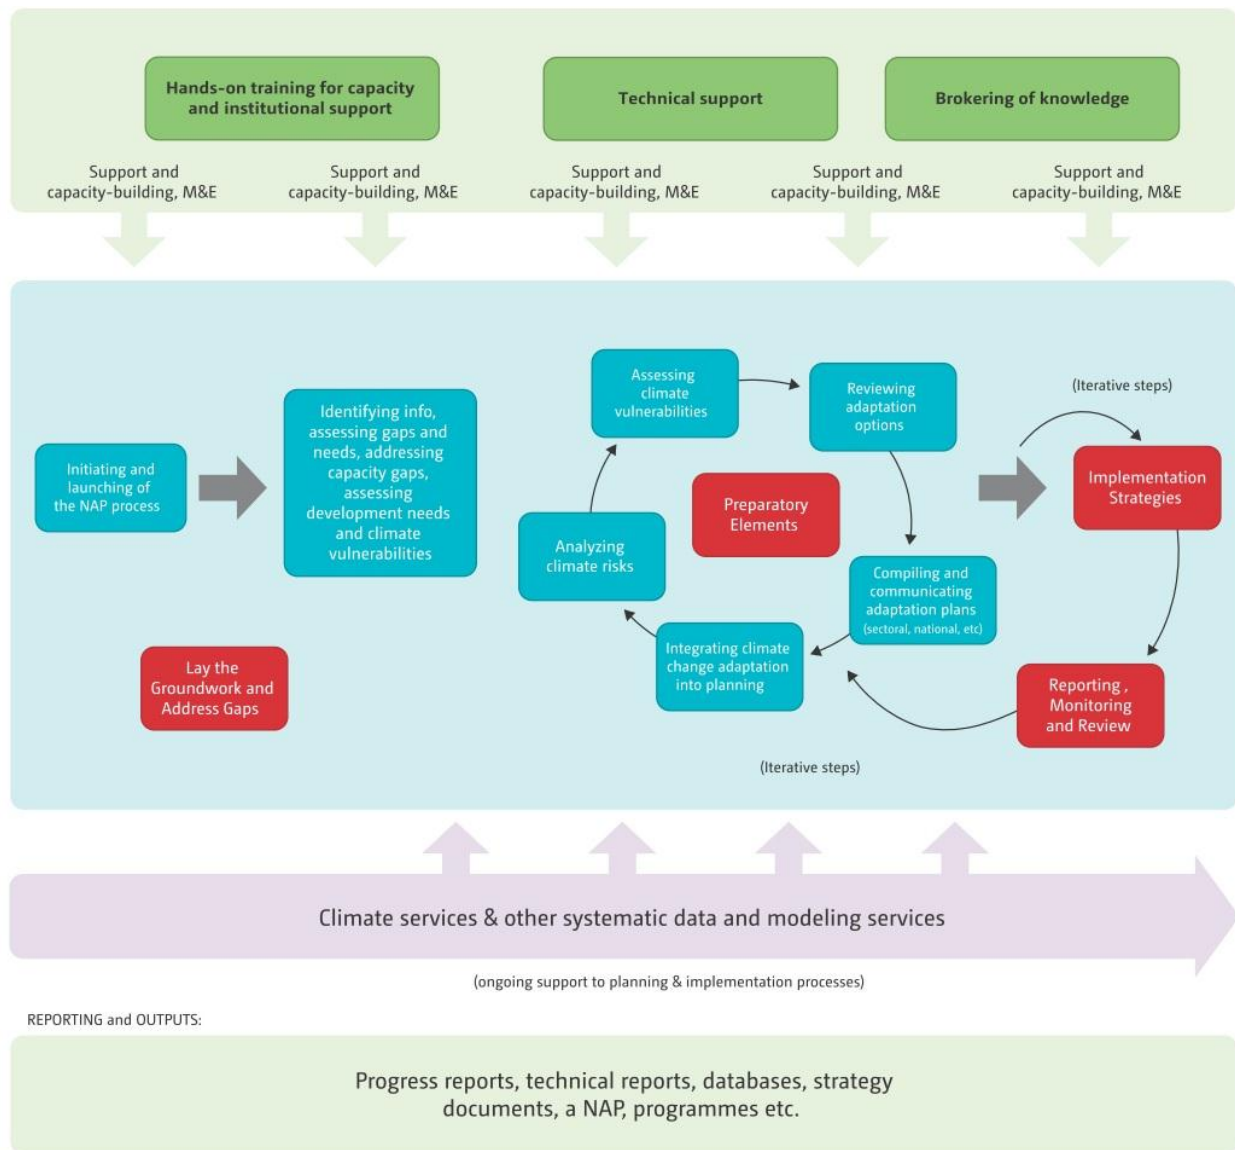 Hands-on training for capacity
and institutional support
Technical support
Brokering of knowledge
Support and
capacity-building, M&E
Support and
capacity-building, M&E
Support and
capacity-building, M&E
Support and
capacity-building, M&E
Support and
capacity-building, M&E
Initiating and
launching of
the NAP process
Identifying info,
assessing gaps and
needs, addressing
capacity gaps,
assessing
development needs
and climate
vulnerabilities
Lay the
Groundwork and
Address Gaps
Assessing
climate
vulnerabilities
Reviewing
adaptation
options
Preparatory
Elements
Analyzing
climate risks
Compiling and
communicating
adaptation plans
(sectoral, national, etc)
Integrating climate
change adaptation
into planning
(Iterative steps)
Implementation
Strategies
Reporting ,
Monitoring
and Review
(Iterative steps)
Climate services & other systematic data and modeling services
(ongoing support to planning & implementation processes)
REPORTING and OUTPUTS:
Progress reports, technical reports, databases, strategy
documents, a NAP, programmes etc.